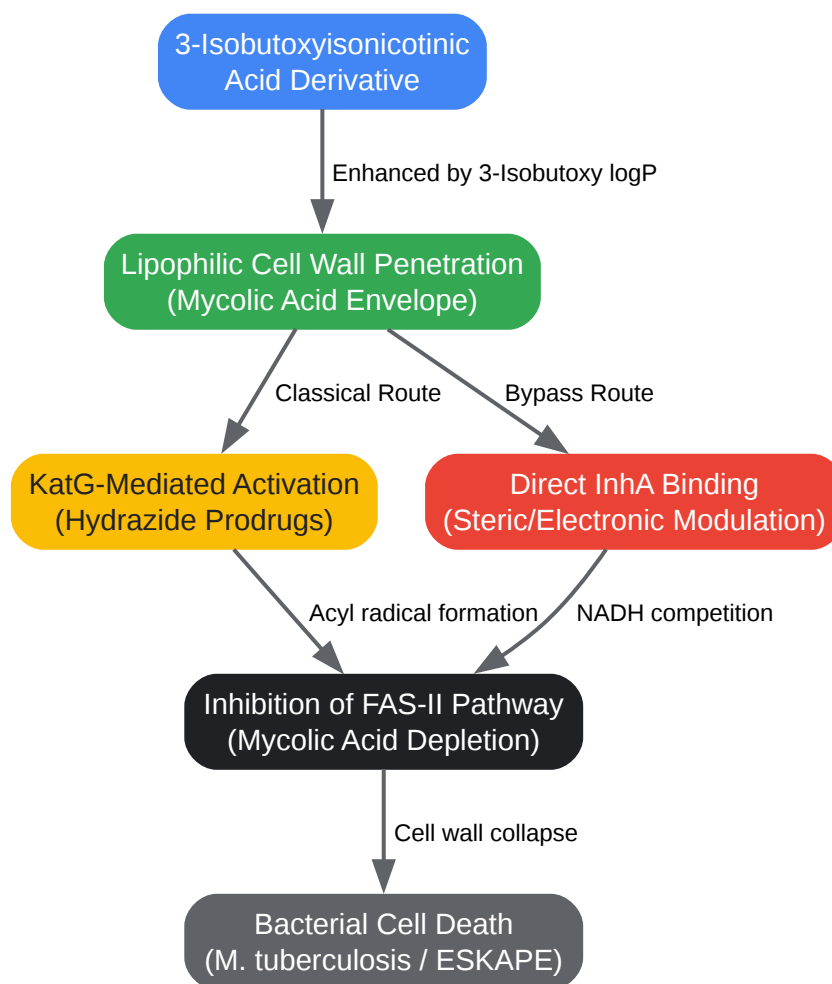 3-Isobutoxyisonicotinic
Acid Derivative
Enhanced by 3-Isobutoxy logP
Lipophilic Cell Wall Penetration
(Mycolic Acid Envelope)
Classical Route
Bypass Route
KatG-Mediated Activation
(Hydrazide Prodrugs)
Direct InhA Binding
(Steric/Electronic Modulation)
Acyl radical formation
NADH competition
Inhibition of FAS-II Pathway
(Mycolic Acid Depletion)
Cell wall collapse
Bacterial Cell Death
(M. tuberculosis / ESKAPE)